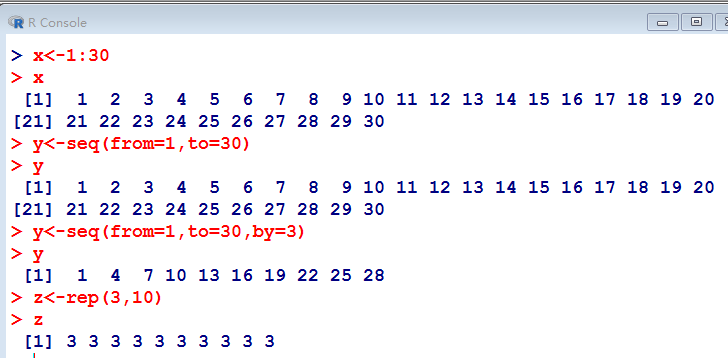 R Console
> x<-1:30
> x
 [1]  1  2  3  4  5  6  7  8  9 10 11 12 13 14 15 16 17 18 19 20
[21] 21 22 23 24 25 26 27 28 29 30
> y<-seq(from=1,to=30)
> y
 [1]  1  2  3  4  5  6  7  8  9 10 11 12 13 14 15 16 17 18 19 20
[21] 21 22 23 24 25 26 27 28 29 30
> y<-seq(from=1,to=30,by=3)
> y
 [1]  1  4  7 10 13 16 19 22 25 28
> z<-rep(3,10)
> z
 [1] 3 3 3 3 3 3 3 3 3 3